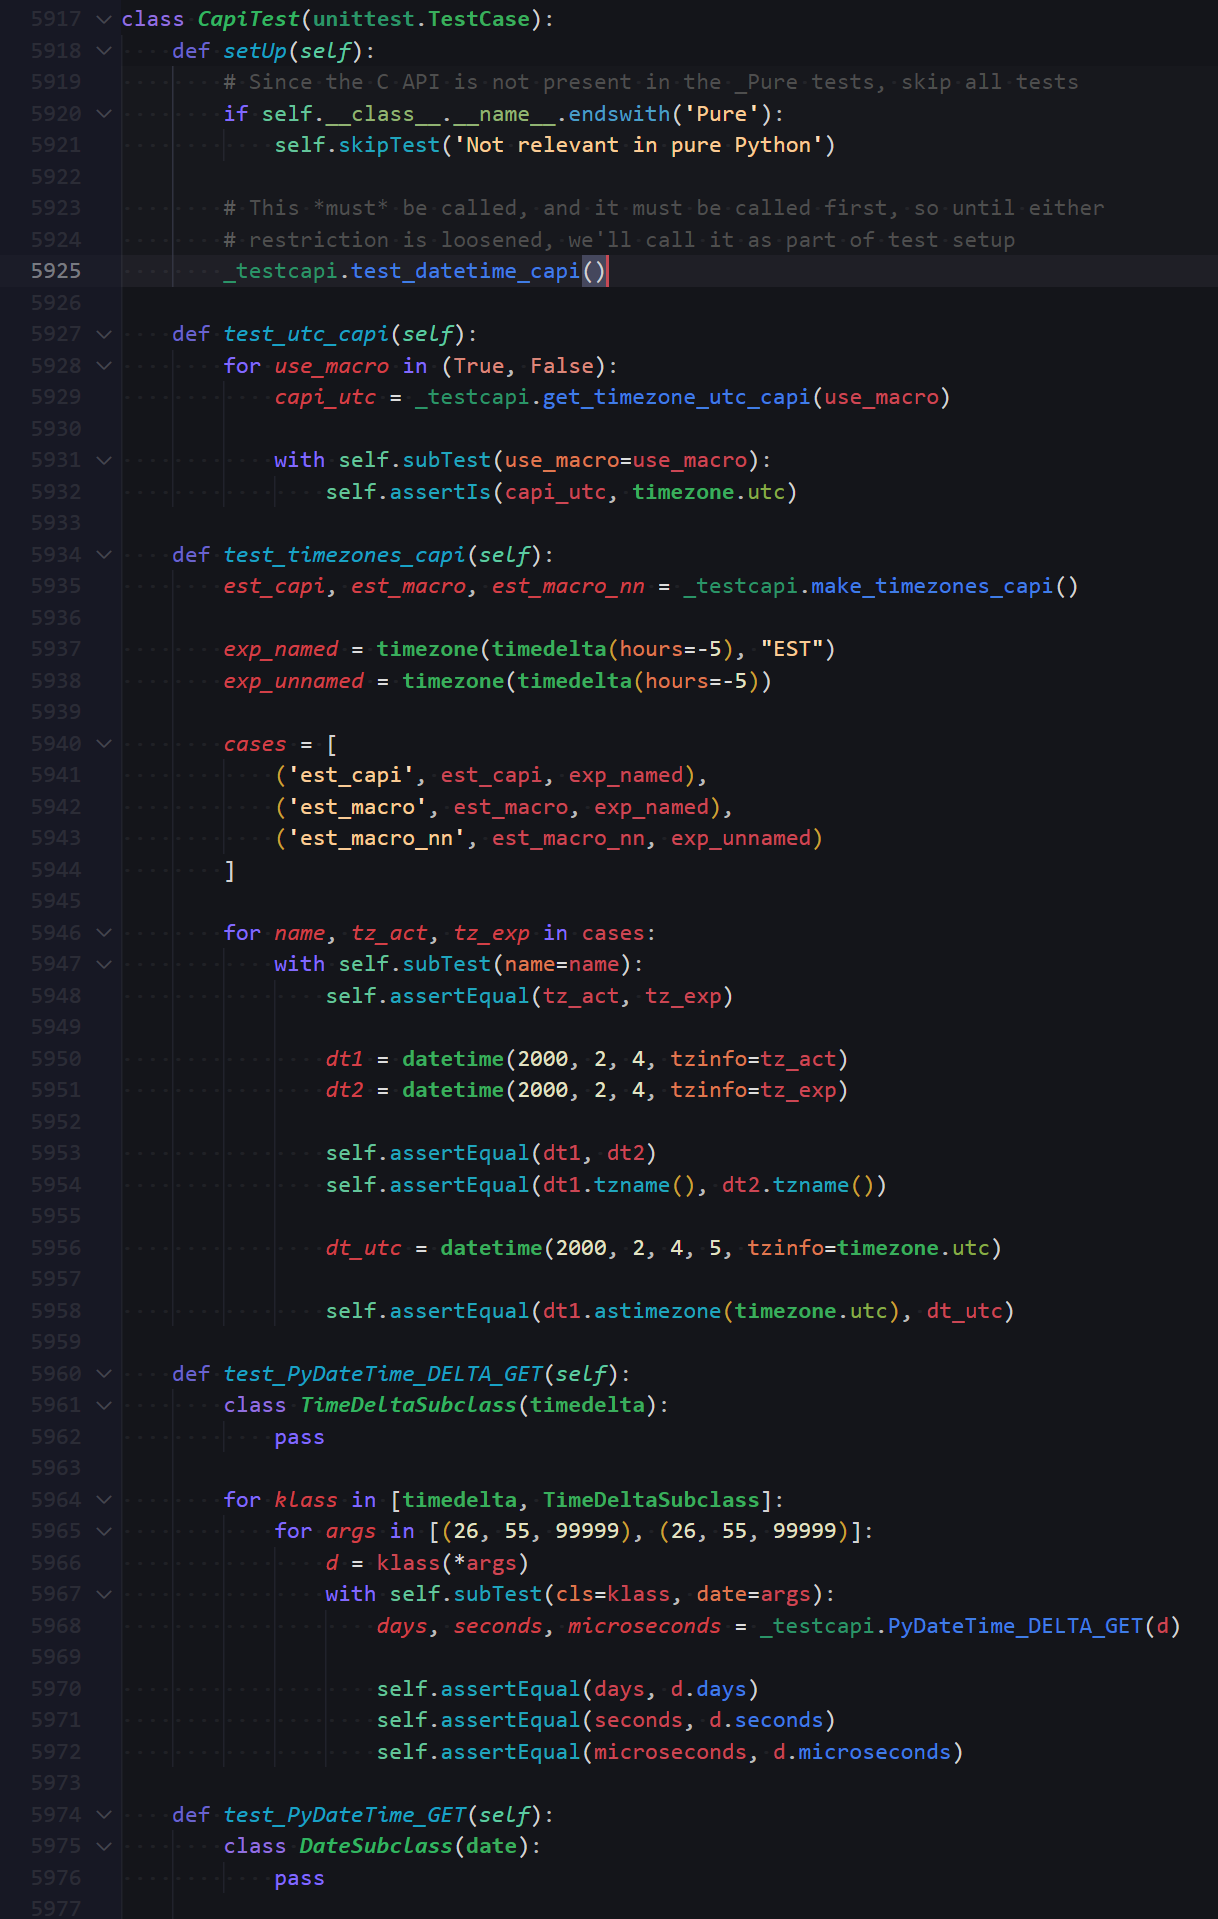 5917 class CapiTest(unittest.TestCase):
5918     def setUp(self):
5919         # Since the C API is not present in the _Pure tests, skip all tests
5920         if self.__class__.__name__.endswith('Pure'):
5921             self.skipTest('Not relevant in pure Python')
5922
5923         # This *must* be called, and it must be called first, so until either
5924         # restriction is loosened, we'll call it as part of test setup
5925         _testcapi.test_datetime_capi()
5926
5927     def test_utc_capi(self):
5928         for use_macro in (True, False):
5929             capi_utc = _testcapi.get_timezone_utc_capi(use_macro)
5930
5931             with self.subTest(use_macro=use_macro):
5932                 self.assertIs(capi_utc, timezone.utc)
5933
5934     def test_timezones_capi(self):
5935         est_capi, est_macro, est_macro_nn = _testcapi.make_timezones_capi()
5936
5937         exp_named = timezone(timedelta(hours=-5), "EST")
5938         exp_unnamed = timezone(timedelta(hours=-5))
5939
5940         cases = [
5941             ('est_capi', est_capi, exp_named),
5942             ('est_macro', est_macro, exp_named),
5943             ('est_macro_nn', est_macro_nn, exp_unnamed)
5944         ]
5945
5946         for name, tz_act, tz_exp in cases:
5947             with self.subTest(name=name):
5948                 self.assertEqual(tz_act, tz_exp)
5949
5950                 dt1 = datetime(2000, 2, 4, tzinfo=tz_act)
5951                 dt2 = datetime(2000, 2, 4, tzinfo=tz_exp)
5952
5953                 self.assertEqual(dt1, dt2)
5954                 self.assertEqual(dt1.tzname(), dt2.tzname())
5955
5956                 dt_utc = datetime(2000, 2, 4, 5, tzinfo=timezone.utc)
5957
5958                 self.assertEqual(dt1.astimezone(timezone.utc), dt_utc)
5959
5960     def test_PyDateTime_DELTA_GET(self):
5961         class TimeDeltaSubclass(timedelta):
5962             pass
5963
5964         for klass in [timedelta, TimeDeltaSubclass]:
5965             for args in [(26, 55, 99999), (26, 55, 99999)]:
5966                 d = klass(*args)
5967                 with self.subTest(cls=klass, date=args):
5968                     days, seconds, microseconds = _testcapi.PyDateTime_DELTA_GET(d)
5969
5970                     self.assertEqual(days, d.days)
5971                     self.assertEqual(seconds, d.seconds)
5972                     self.assertEqual(microseconds, d.microseconds)
5973
5974     def test_PyDateTime_GET(self):
5975         class DateSubclass(date):
5976             pass
5977